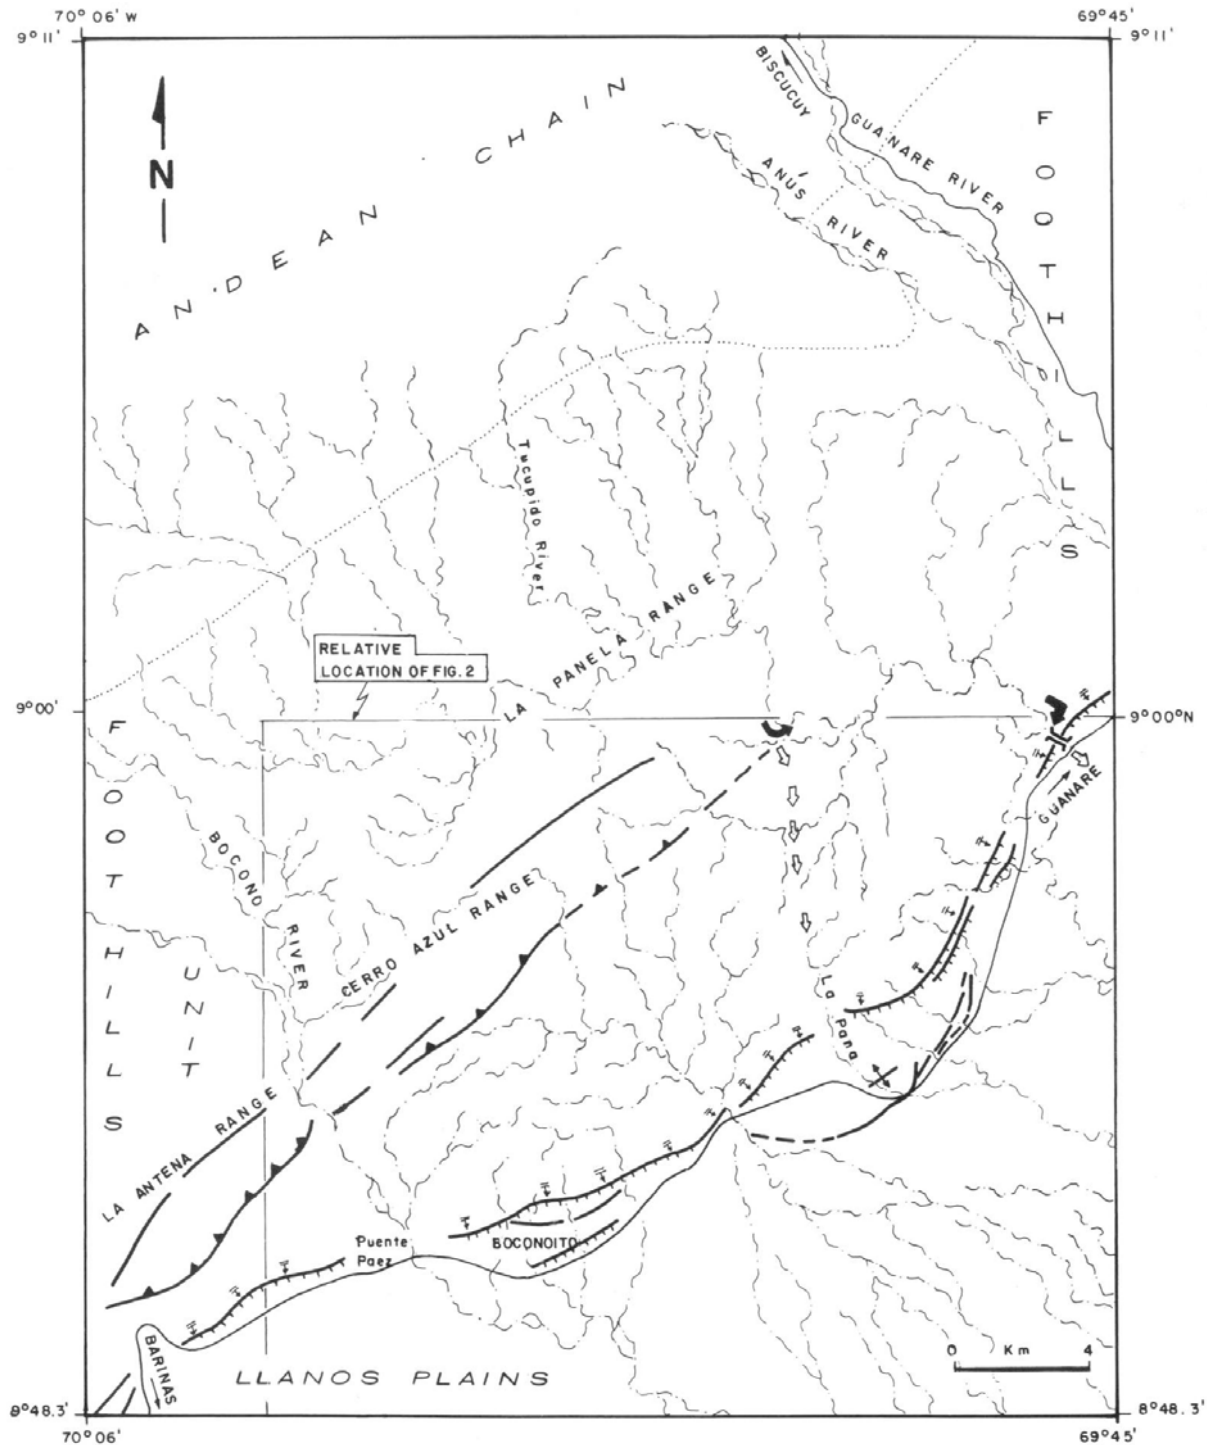 70° 06' W
69°45'
9°11'
9°11'
N
ANDEAN CHAIN
BISCUCUY
GUANARE RIVER
ANÚS RIVER
FOOTHILLS
Tucupido River
LA PANELA RANGE
RELATIVE
LOCATION OF FIG. 2
9°00'
9°00'N
FOOTHILLS
UNIT
BOCONO RIVER
GUANARE
CERRO AZUL RANGE
La Pana
LA ANTENA RANGE
Puente
Paez
BOCONOITO
BARINAS
LLANOS PLAINS
0 Km 4
8°48.3'
8°48.3'
70°06'
69°45'